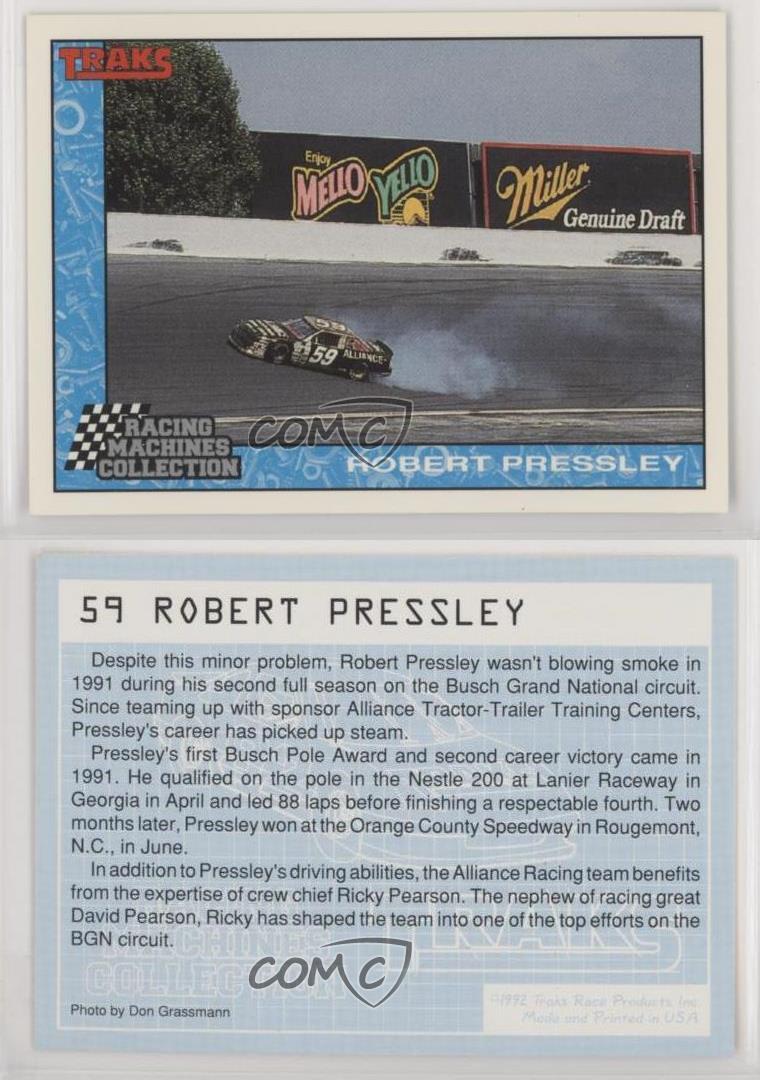 TRAKS
Enjoy
MELLO YELLO
Miller
Genuine Draft
59
59
ALLIANCE
RACING
MACHINES
COLLECTION
COMC
ROBERT PRESSLEY
59 ROBERT PRESSLEY
Despite this minor problem, Robert Pressley wasn't blowing smoke in
1991 during his second full season on the Busch Grand National circuit.
Since teaming up with sponsor Alliance Tractor-Trailer Training Centers,
Pressley's career has picked up steam.
Pressley's first Busch Pole Award and second career victory came in
1991. He qualified on the pole in the Nestle 200 at Lanier Raceway in
Georgia in April and led 88 laps before finishing a respectable fourth. Two
months later, Pressley won at the Orange County Speedway in Rougemont,
N.C., in June.
In addition to Pressley's driving abilities, the Alliance Racing team benefits
from the expertise of crew chief Ricky Pearson. The nephew of racing great
David Pearson, Ricky has shaped the team into one of the top efforts on the
BGN circuit.
TRAKS
MACHINES
COLLECTION
COMC
Photo by Don Grassmann
©1992 Traks Race Products Inc.
Made and Printed in USA